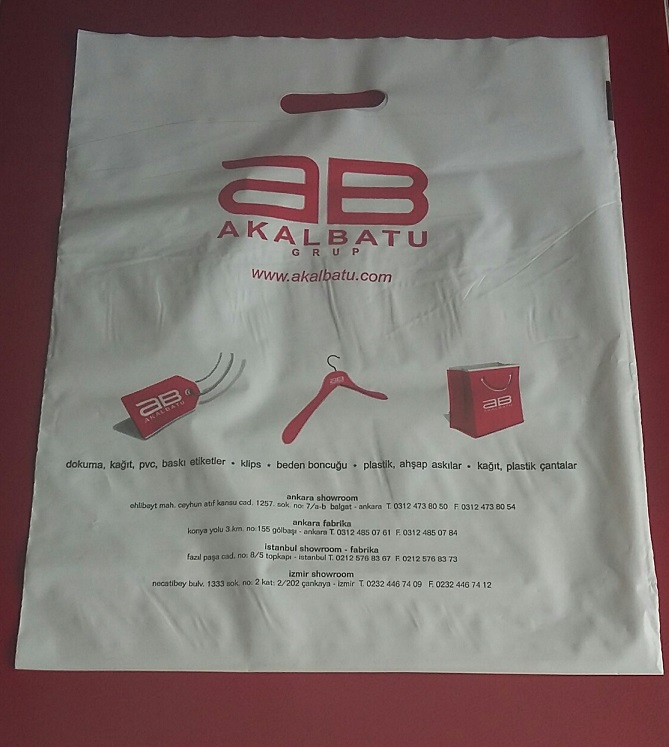 AB
AKALBATU
GRUP
www.akalbatu.com
AB
AKALBATU
AB
dokuma, kağıt, pvc, baskı etiketler • klips • beden boncuğu • plastik, ahşap askılar • kağıt, plastik çantalar
ankara showroom
ehlibeyt mah. ceyhun atıf kansu cad. 1257. sok. no: 7/a-b balgat - ankara T. 0312 473 80 50 F. 0312 473 80 54
ankara fabrika
konya yolu 3.km. no:155 gölbaşı - ankara T. 0312 485 07 61 F. 0312 485 07 84
istanbul showroom - fabrika
fazıl paşa cad. no: 8/5 topkapı - istanbul T. 0212 576 83 67 F. 0212 576 83 73
izmir showroom
necatibey bulv. 1333 sok. no: 2 kat: 2/202 çankaya - izmir T. 0232 446 74 09 F. 0232 446 74 12